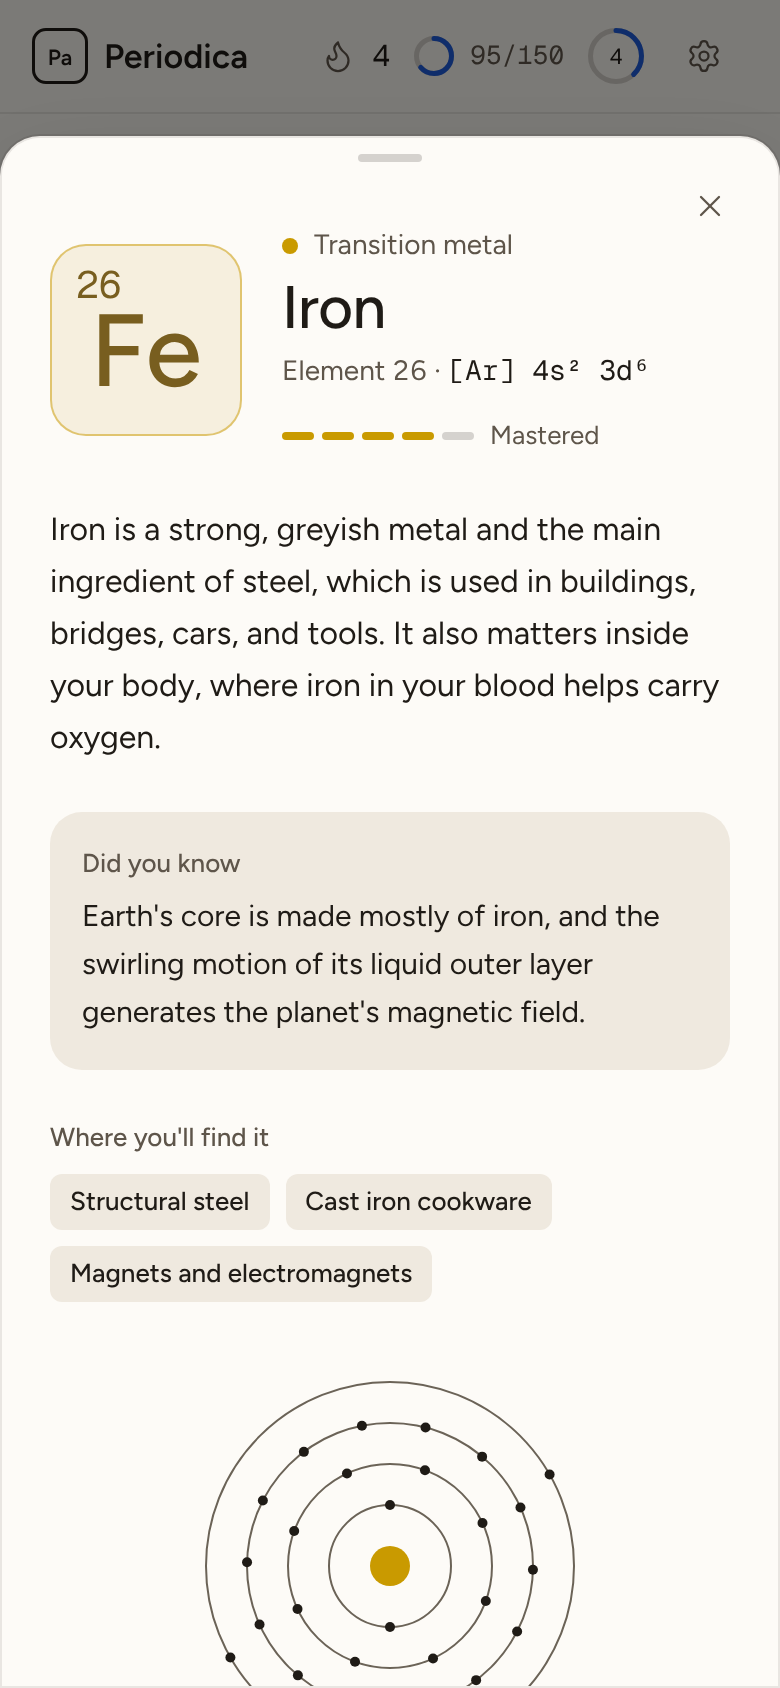 Pa Periodica 4 95/150 4
Transition metal
26
Fe
Iron
Element 26 · [Ar] 4s² 3d⁶
Mastered
Iron is a strong, greyish metal and the main
ingredient of steel, which is used in buildings,
bridges, cars, and tools. It also matters inside
your body, where iron in your blood helps carry
oxygen.
Did you know
Earth's core is made mostly of iron, and the
swirling motion of its liquid outer layer
generates the planet's magnetic field.
Where you'll find it
Structural steel Cast iron cookware
Magnets and electromagnets